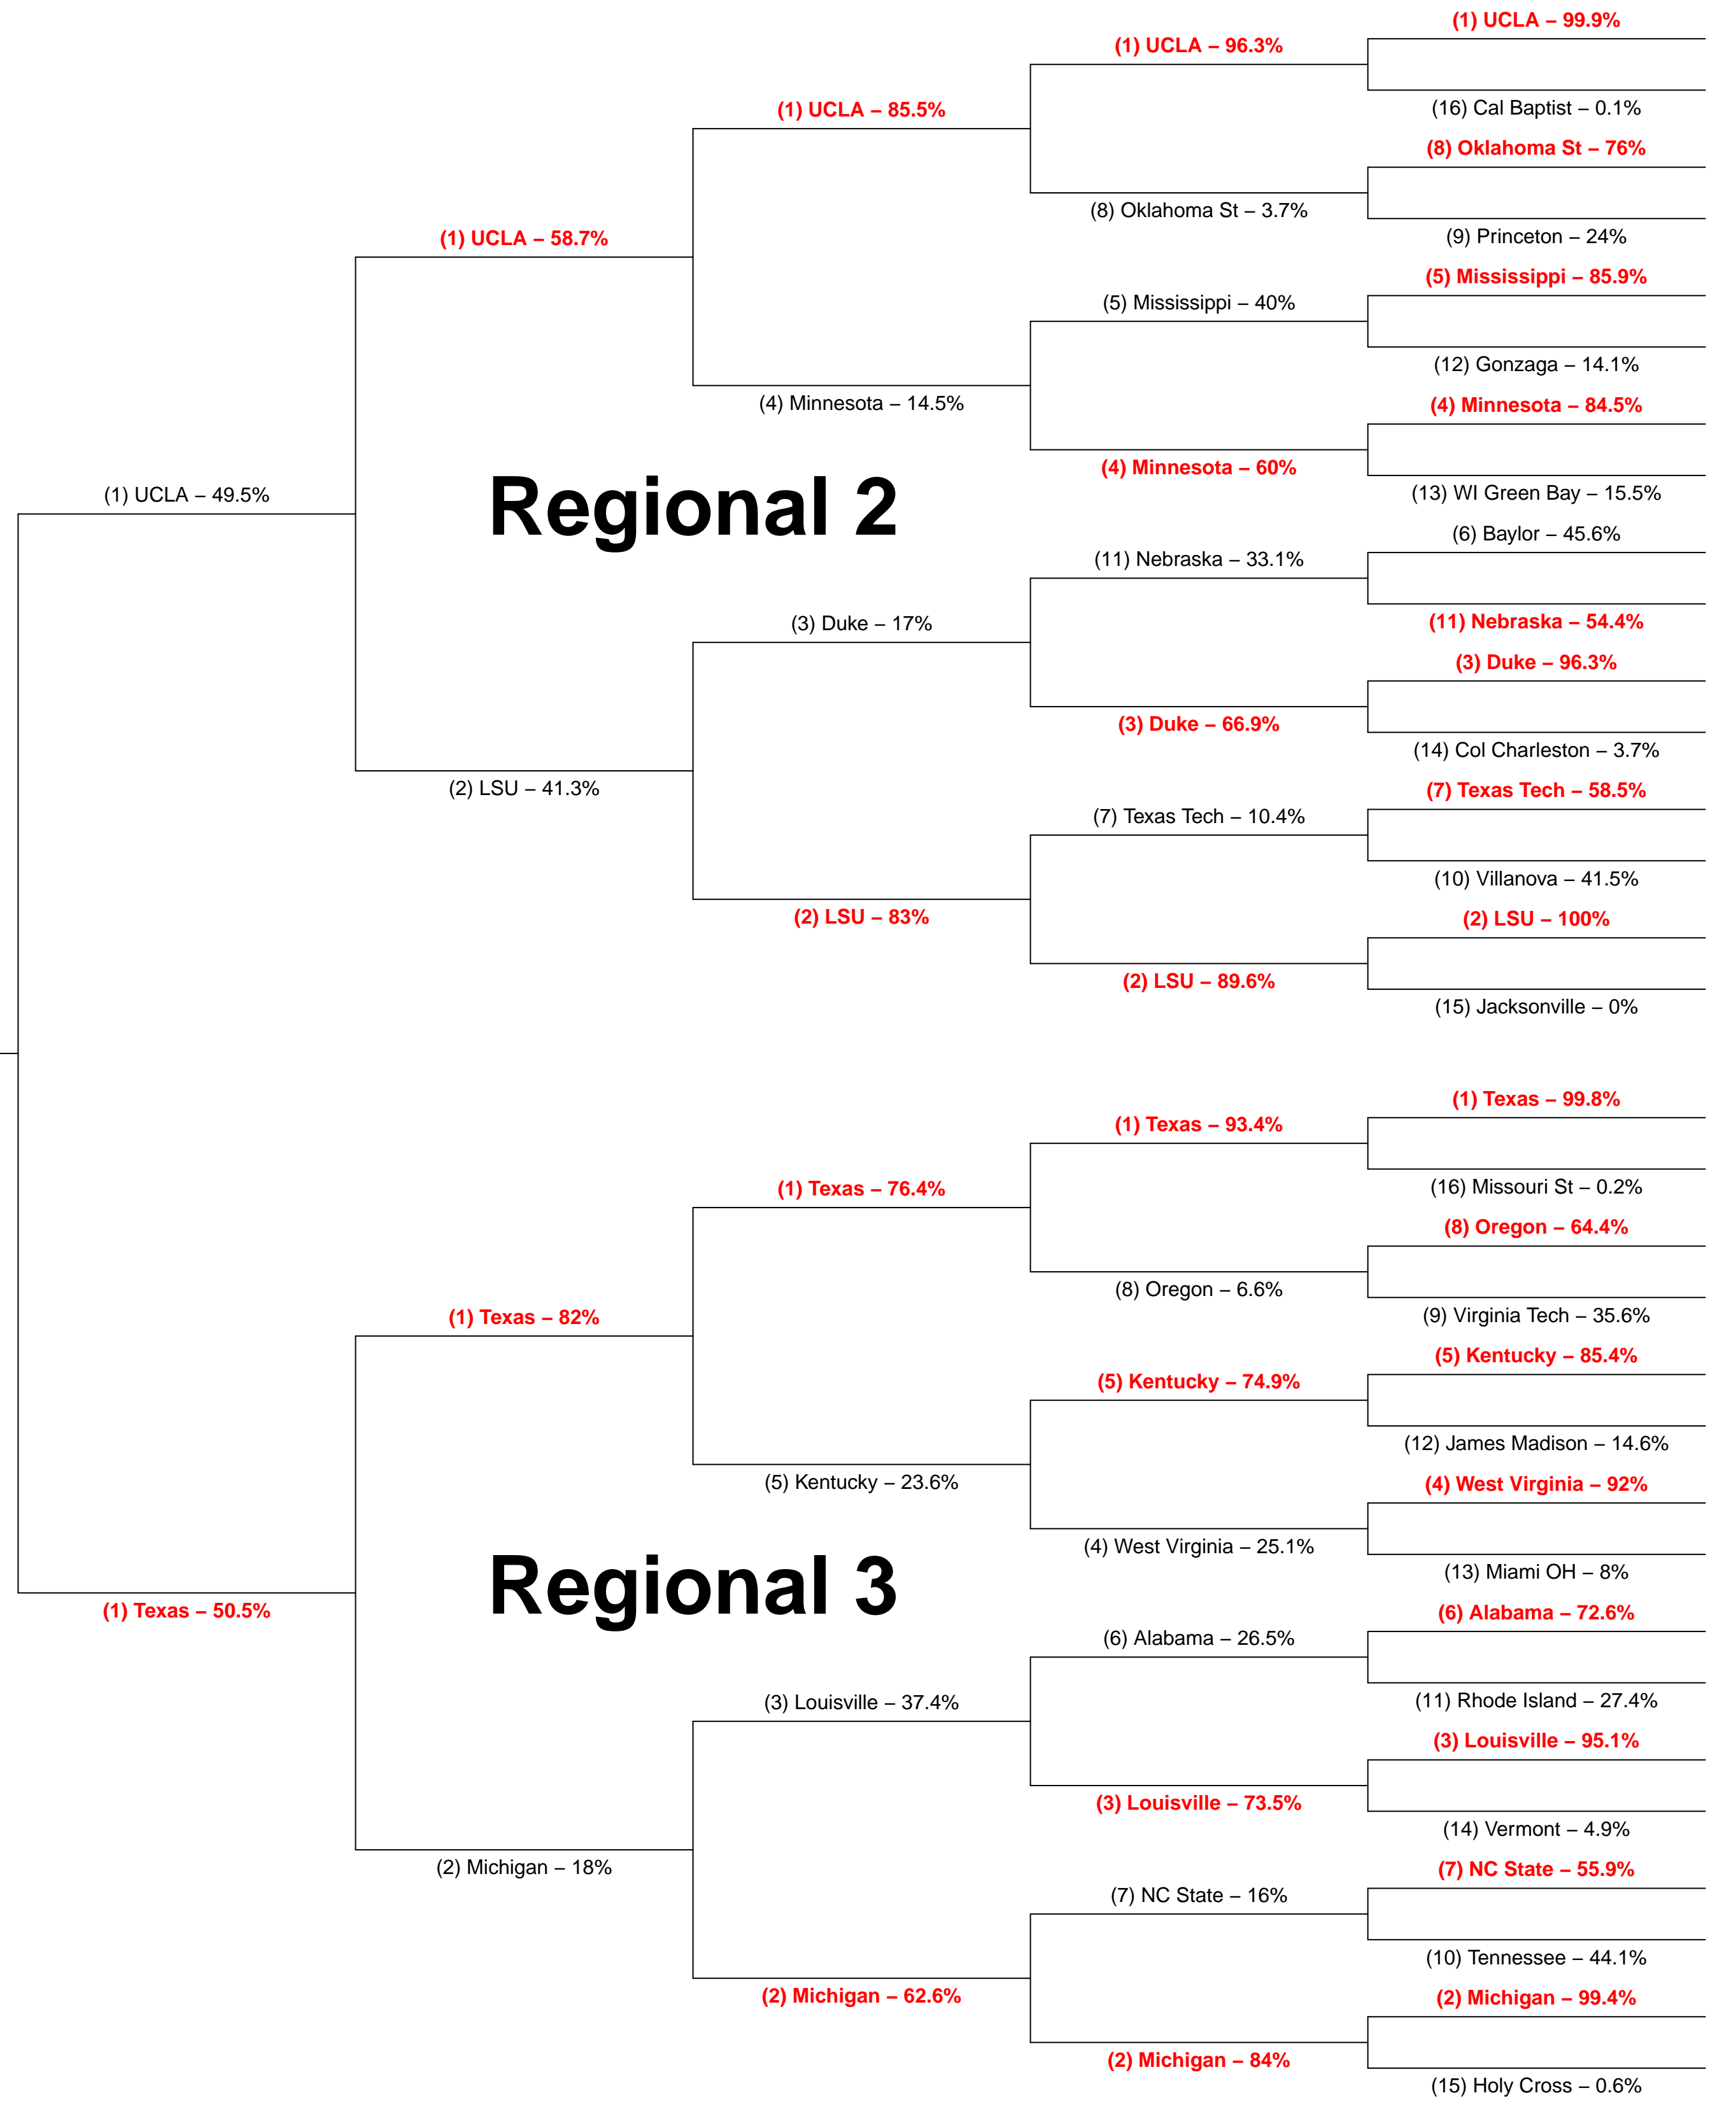 (1) UCLA – 99.9%
(1) UCLA – 96.3%
(16) Cal Baptist – 0.1%
(1) UCLA – 85.5%
(8) Oklahoma St – 76%
(8) Oklahoma St – 3.7%
(9) Princeton – 24%
(1) UCLA – 58.7%
(5) Mississippi – 85.9%
(5) Mississippi – 40%
(12) Gonzaga – 14.1%
(4) Minnesota – 14.5%
(4) Minnesota – 84.5%
(4) Minnesota – 60%
(13) WI Green Bay – 15.5%
(1) UCLA – 49.5%
Regional 2
(6) Baylor – 45.6%
(11) Nebraska – 33.1%
(11) Nebraska – 54.4%
(3) Duke – 17%
(3) Duke – 96.3%
(3) Duke – 66.9%
(14) Col Charleston – 3.7%
(2) LSU – 41.3%
(7) Texas Tech – 58.5%
(7) Texas Tech – 10.4%
(10) Villanova – 41.5%
(2) LSU – 83%
(2) LSU – 100%
(2) LSU – 89.6%
(15) Jacksonville – 0%
(1) Texas – 99.8%
(1) Texas – 93.4%
(16) Missouri St – 0.2%
(1) Texas – 76.4%
(8) Oregon – 64.4%
(8) Oregon – 6.6%
(9) Virginia Tech – 35.6%
(1) Texas – 82%
(5) Kentucky – 85.4%
(5) Kentucky – 74.9%
(12) James Madison – 14.6%
(5) Kentucky – 23.6%
(4) West Virginia – 92%
(4) West Virginia – 25.1%
(13) Miami OH – 8%
Regional 3
(1) Texas – 50.5%
(6) Alabama – 72.6%
(6) Alabama – 26.5%
(11) Rhode Island – 27.4%
(3) Louisville – 37.4%
(3) Louisville – 95.1%
(3) Louisville – 73.5%
(14) Vermont – 4.9%
(2) Michigan – 18%
(7) NC State – 55.9%
(7) NC State – 16%
(10) Tennessee – 44.1%
(2) Michigan – 62.6%
(2) Michigan – 99.4%
(2) Michigan – 84%
(15) Holy Cross – 0.6%